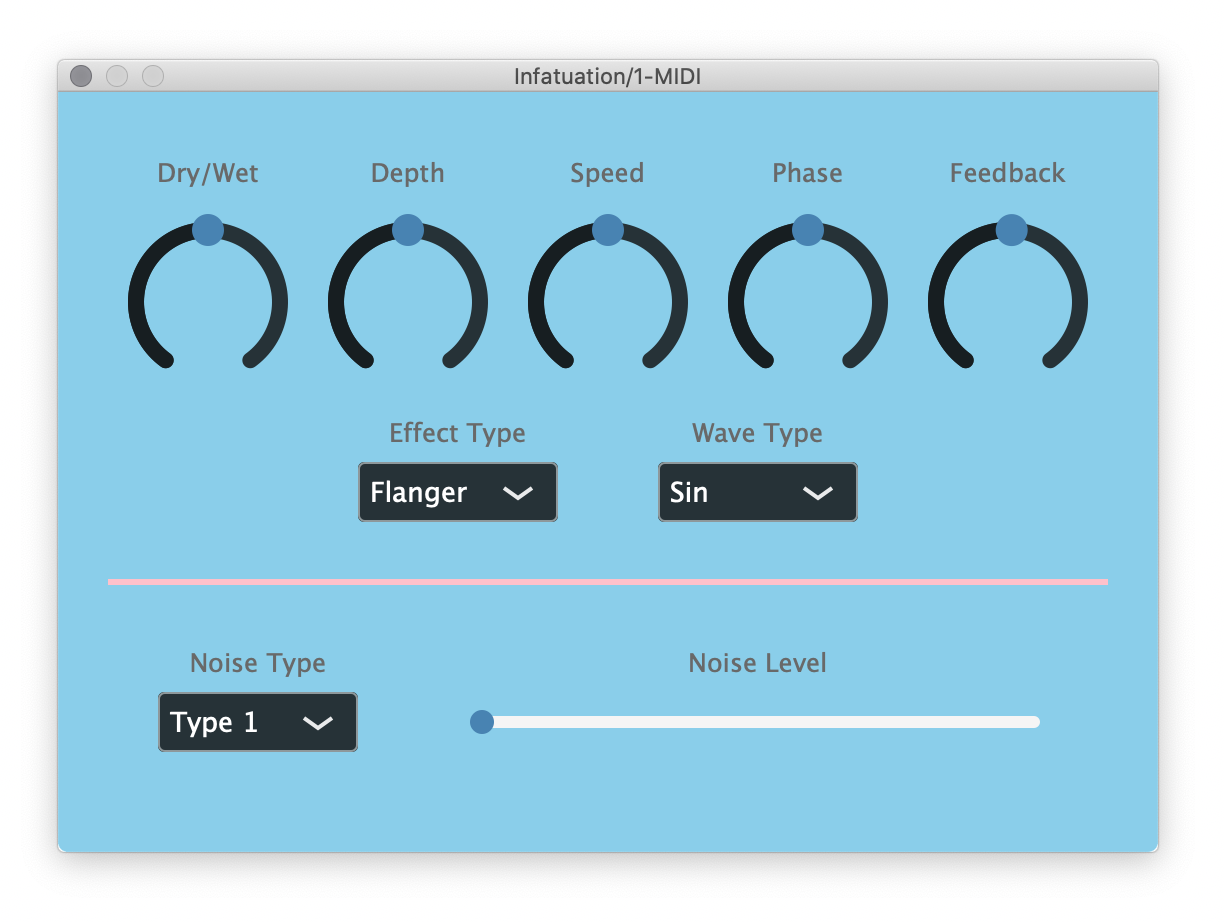 Infatuation/1-MIDI
Dry/Wet Depth Speed Phase Feedback
Effect Type Wave Type
Flanger Sin
Noise Type Noise Level
Type 1